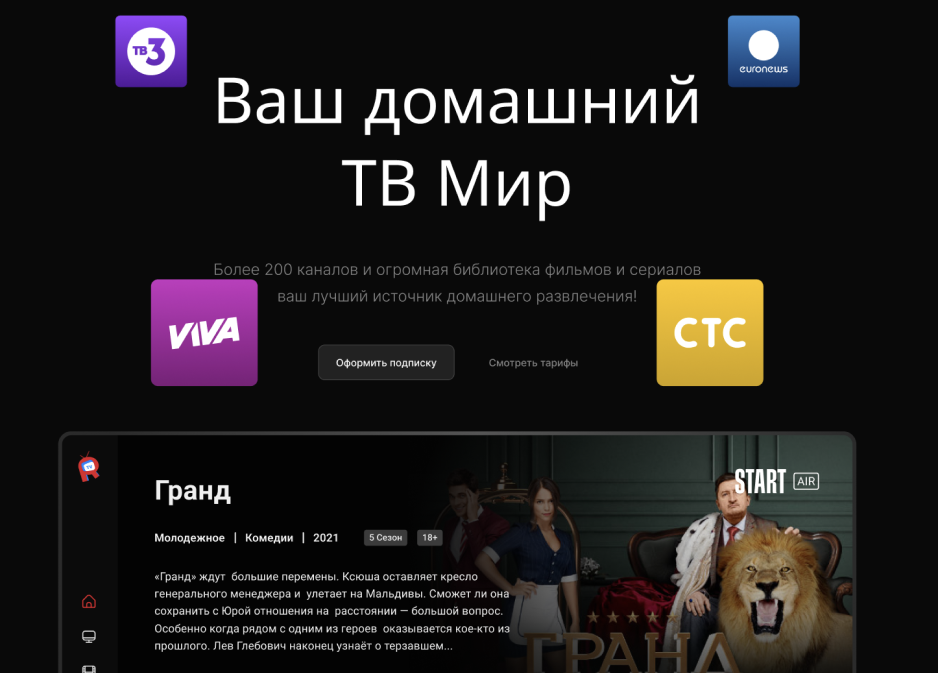 ТВ3
euronews
Ваш домашний
ТВ Мир
Более 200 каналов и огромная библиотека фильмов и сериалов
ваш лучший источник домашнего развлечения!
VIVA
СТС
Оформить подписку
Смотреть тарифы
TV
START AIR
Гранд
Молодежное | Комедии | 2021 5 Сезон 18+
«Гранд» ждут большие перемены. Ксюша оставляет кресло
генерального менеджера и улетает на Мальдивы. Сможет ли она
сохранить с Юрой отношения на расстоянии — большой вопрос.
Особенно когда рядом с одним из героев оказывается кое-кто из
прошлого. Лев Глебович наконец узнаёт о терзавшем...
ГРАНД